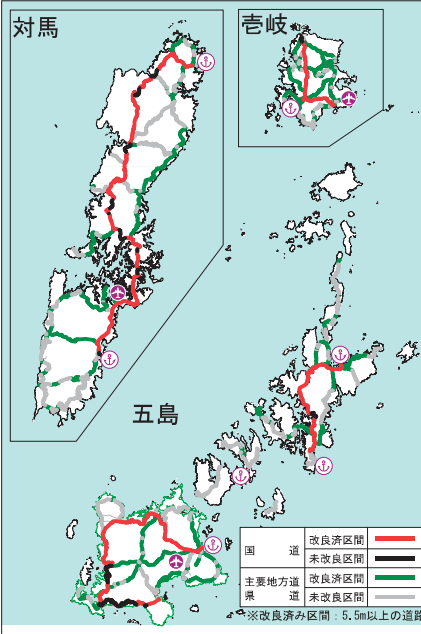 対馬
壱岐
五島
国道 改良済区間
未改良区間
主要地方道 改良済区間
県道 未改良区間
※改良済み区間：5.5m以上の道路